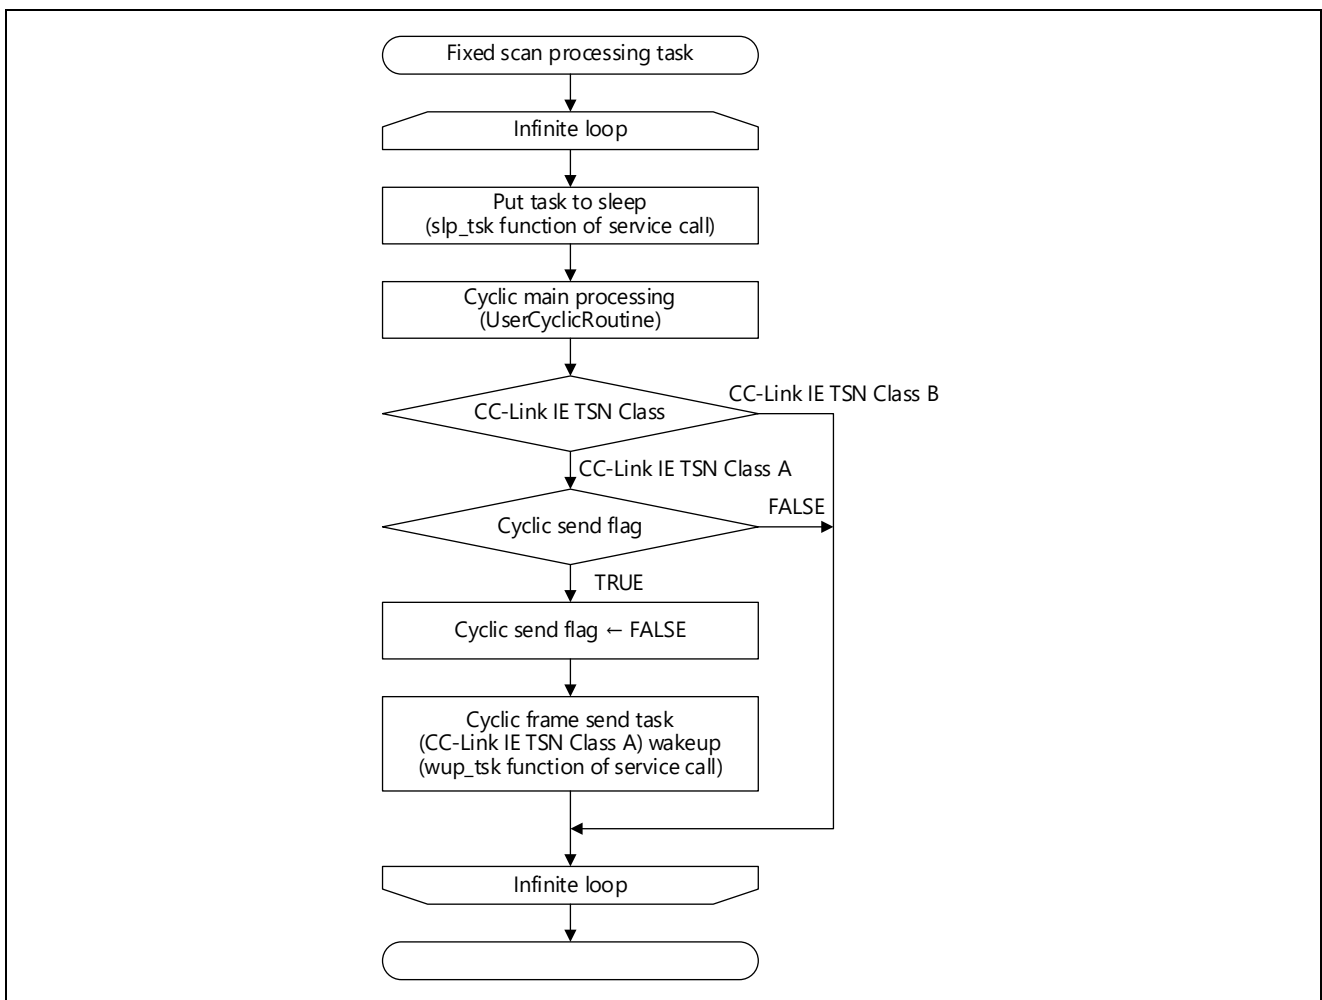 Fixed scan processing task
Infinite loop
Put task to sleep
(slp_tsk function of service call)
Cyclic main processing
(UserCyclicRoutine)
CC-Link IE TSN Class B
CC-Link IE TSN Class
CC-Link IE TSN Class A
FALSE
Cyclic send flag
TRUE
Cyclic send flag ← FALSE
Cyclic frame send task
(CC-Link IE TSN Class A) wakeup
(wup_tsk function of service call)
Infinite loop